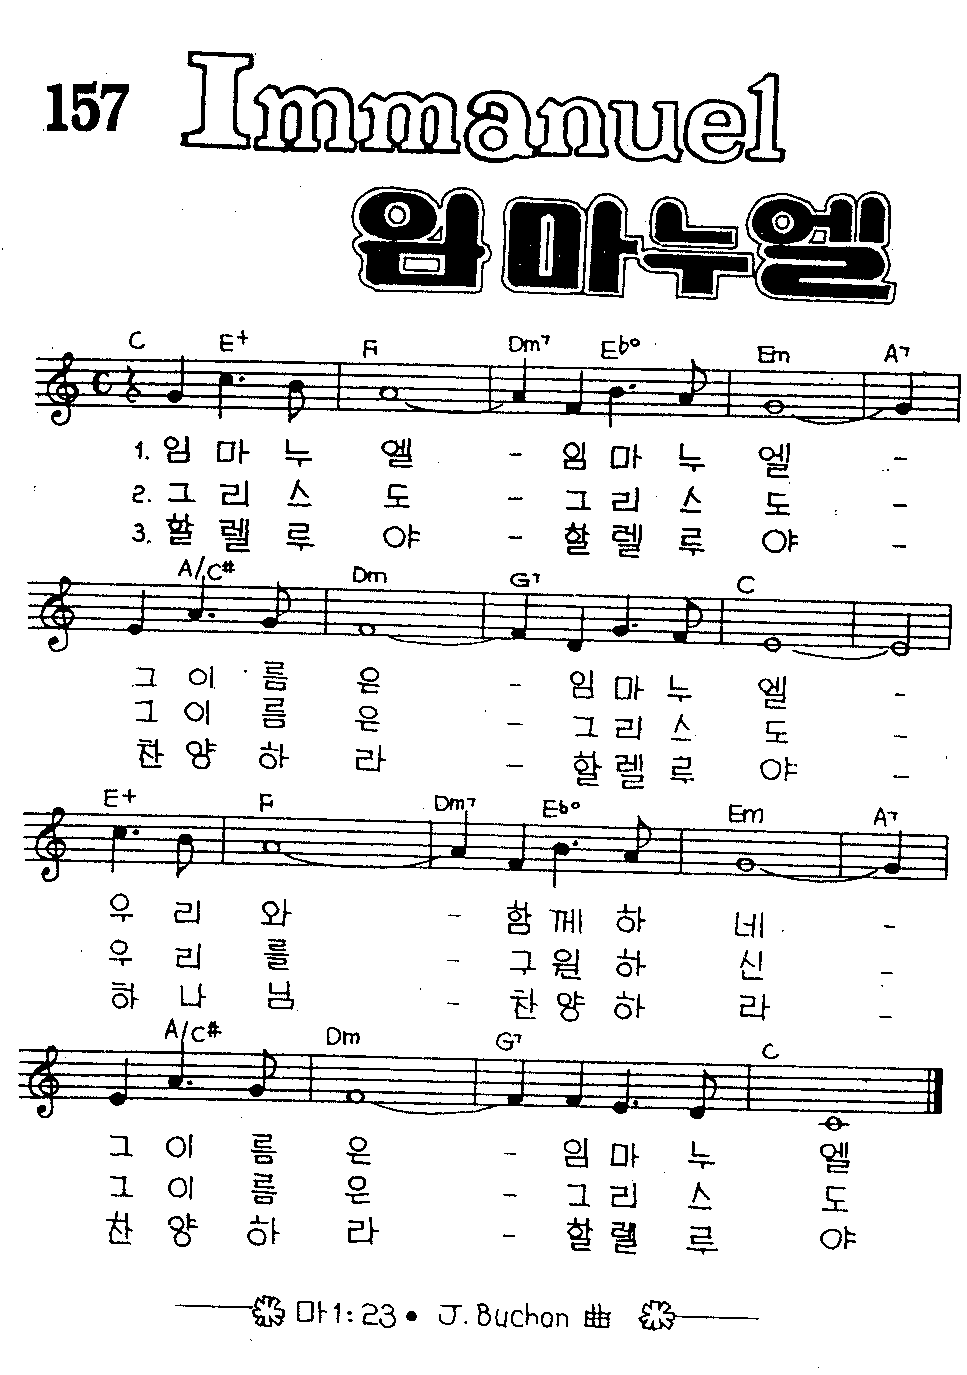 157 Immanuel
임마누엘
C E+ F Dm7 E♭° Em A7
1. 임 마 누 엘 - 임 마 누 엘 -
2. 그 리 스 도 - 그 리 스 도 -
3. 할 렐 루 야 - 할 렐 루 야 -
A/C# Dm G7 C
그 이 름 은 - 임 마 누 엘 -
그 이 름 은 - 그 리 스 도 -
찬 양 하 라 - 할 렐 루 야 -
E+ F Dm7 E♭° Em A7
우 리 와 - 함 께 하 네 -
우 리 를 - 구 원 하 신 -
하 나 님 - 찬 양 하 라 -
A/C# Dm G7 C
그 이 름 은 - 임 마 누 엘
그 이 름 은 - 그 리 스 도
찬 양 하 라 - 할 렐 루 야
마1:23 • J. Buchon 曲